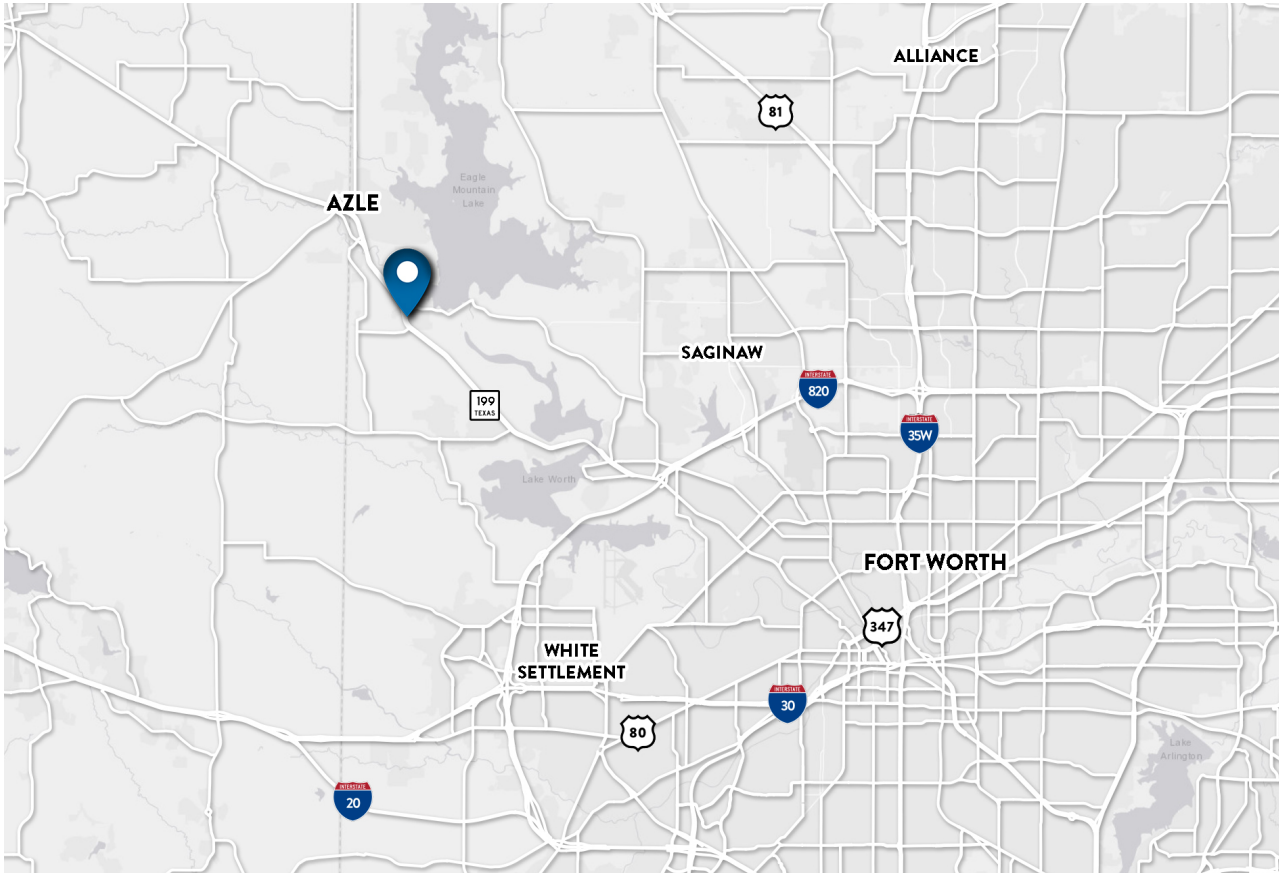 ALLIANCE
81
Eagle
Mountain
Lake
AZLE
SAGINAW
INTERSTATE
820
199
TEXAS
INTERSTATE
35W
Lake Worth
FORT WORTH
347
WHITE
SETTLEMENT
INTERSTATE
30
80
Lake
Arlington
INTERSTATE
20